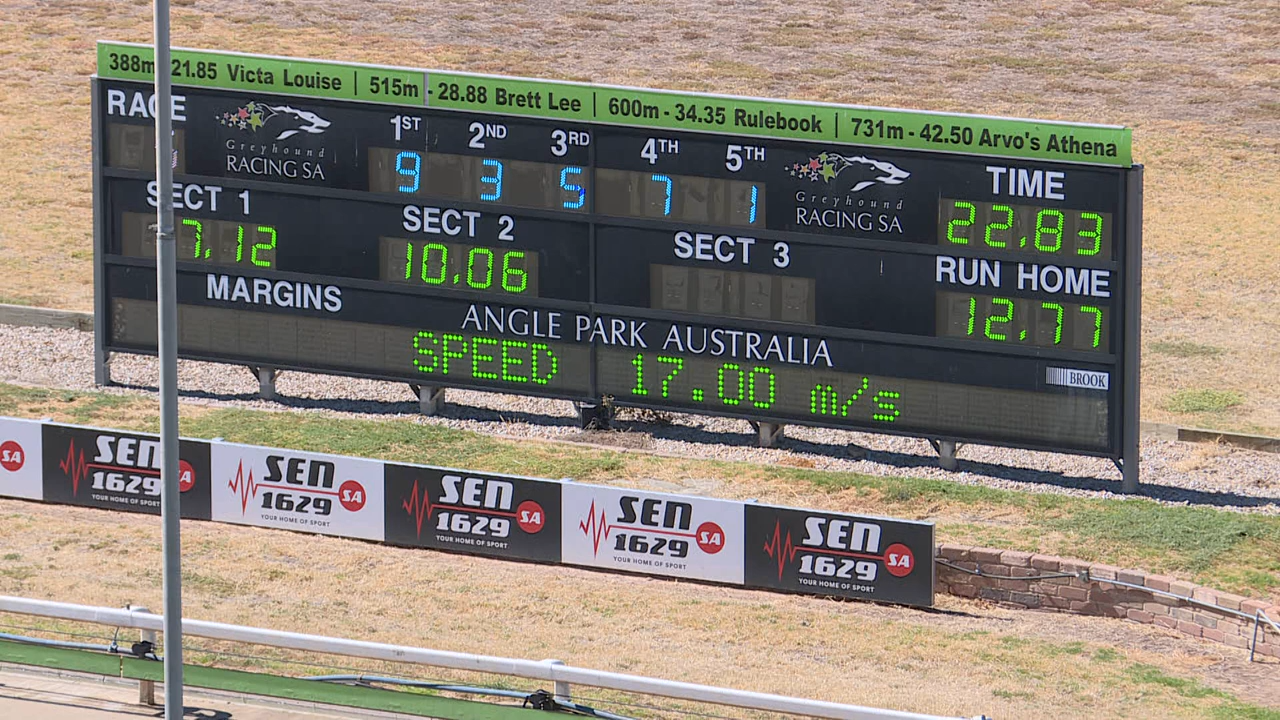 388m 21.85 Victa Louise | 515m - 28.88 Brett Lee | 600m - 34.35 Rulebook | 731m - 42.50 Arvo's Athena
RACE
Greyhound
RACING SA
1ST 2ND 3RD 4TH 5TH
9 3 5 7 1
Greyhound
RACING SA
TIME
22.83
SECT 1
7.12
SECT 2
10.06
SECT 3
RUN HOME
12.77
MARGINS
ANGLE PARK AUSTRALIA
SPEED 17.00 m/s
BROOK
SA
SEN
1629
SA
YOUR HOME OF SPORT
SEN
1629
SA
YOUR HOME OF SPORT
SEN
1629
SA
YOUR HOME OF SPORT
SEN
1629
SA
YOUR HOME OF SPORT
SEN
1629
SA
YOUR HOME OF SPORT